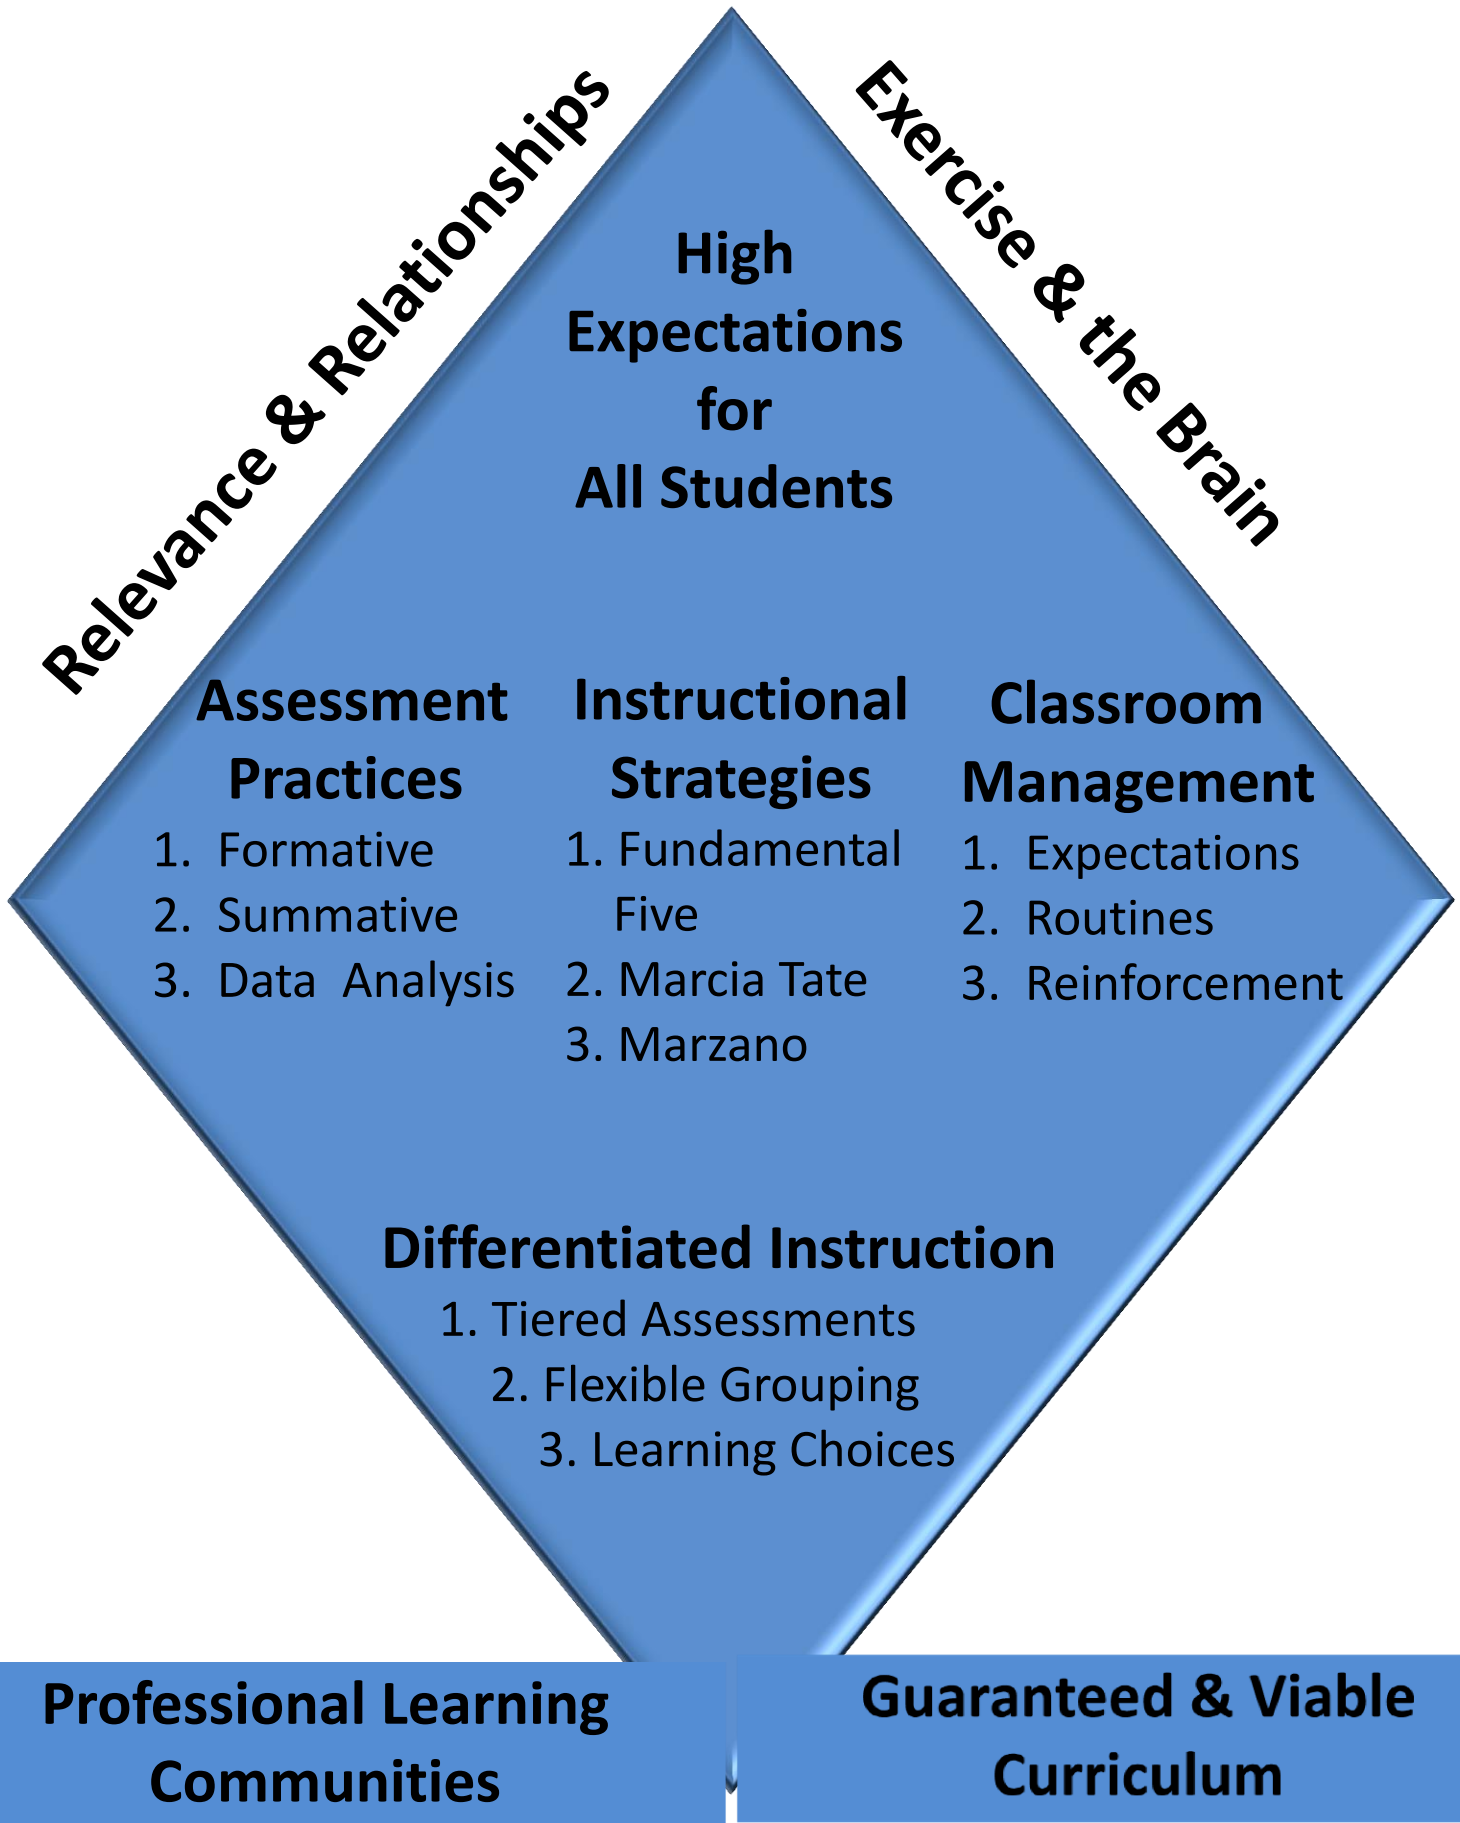 Relevance & Relationships
Exercise & the Brain
High
Expectations
for
All Students
Assessment
Practices
1. Formative
2. Summative
3. Data Analysis
Instructional
Strategies
1. Fundamental
Five
2. Marcia Tate
3. Marzano
Classroom
Management
1. Expectations
2. Routines
3. Reinforcement
Differentiated Instruction
1. Tiered Assessments
2. Flexible Grouping
3. Learning Choices
Professional Learning
Communities
Guaranteed & Viable
Curriculum